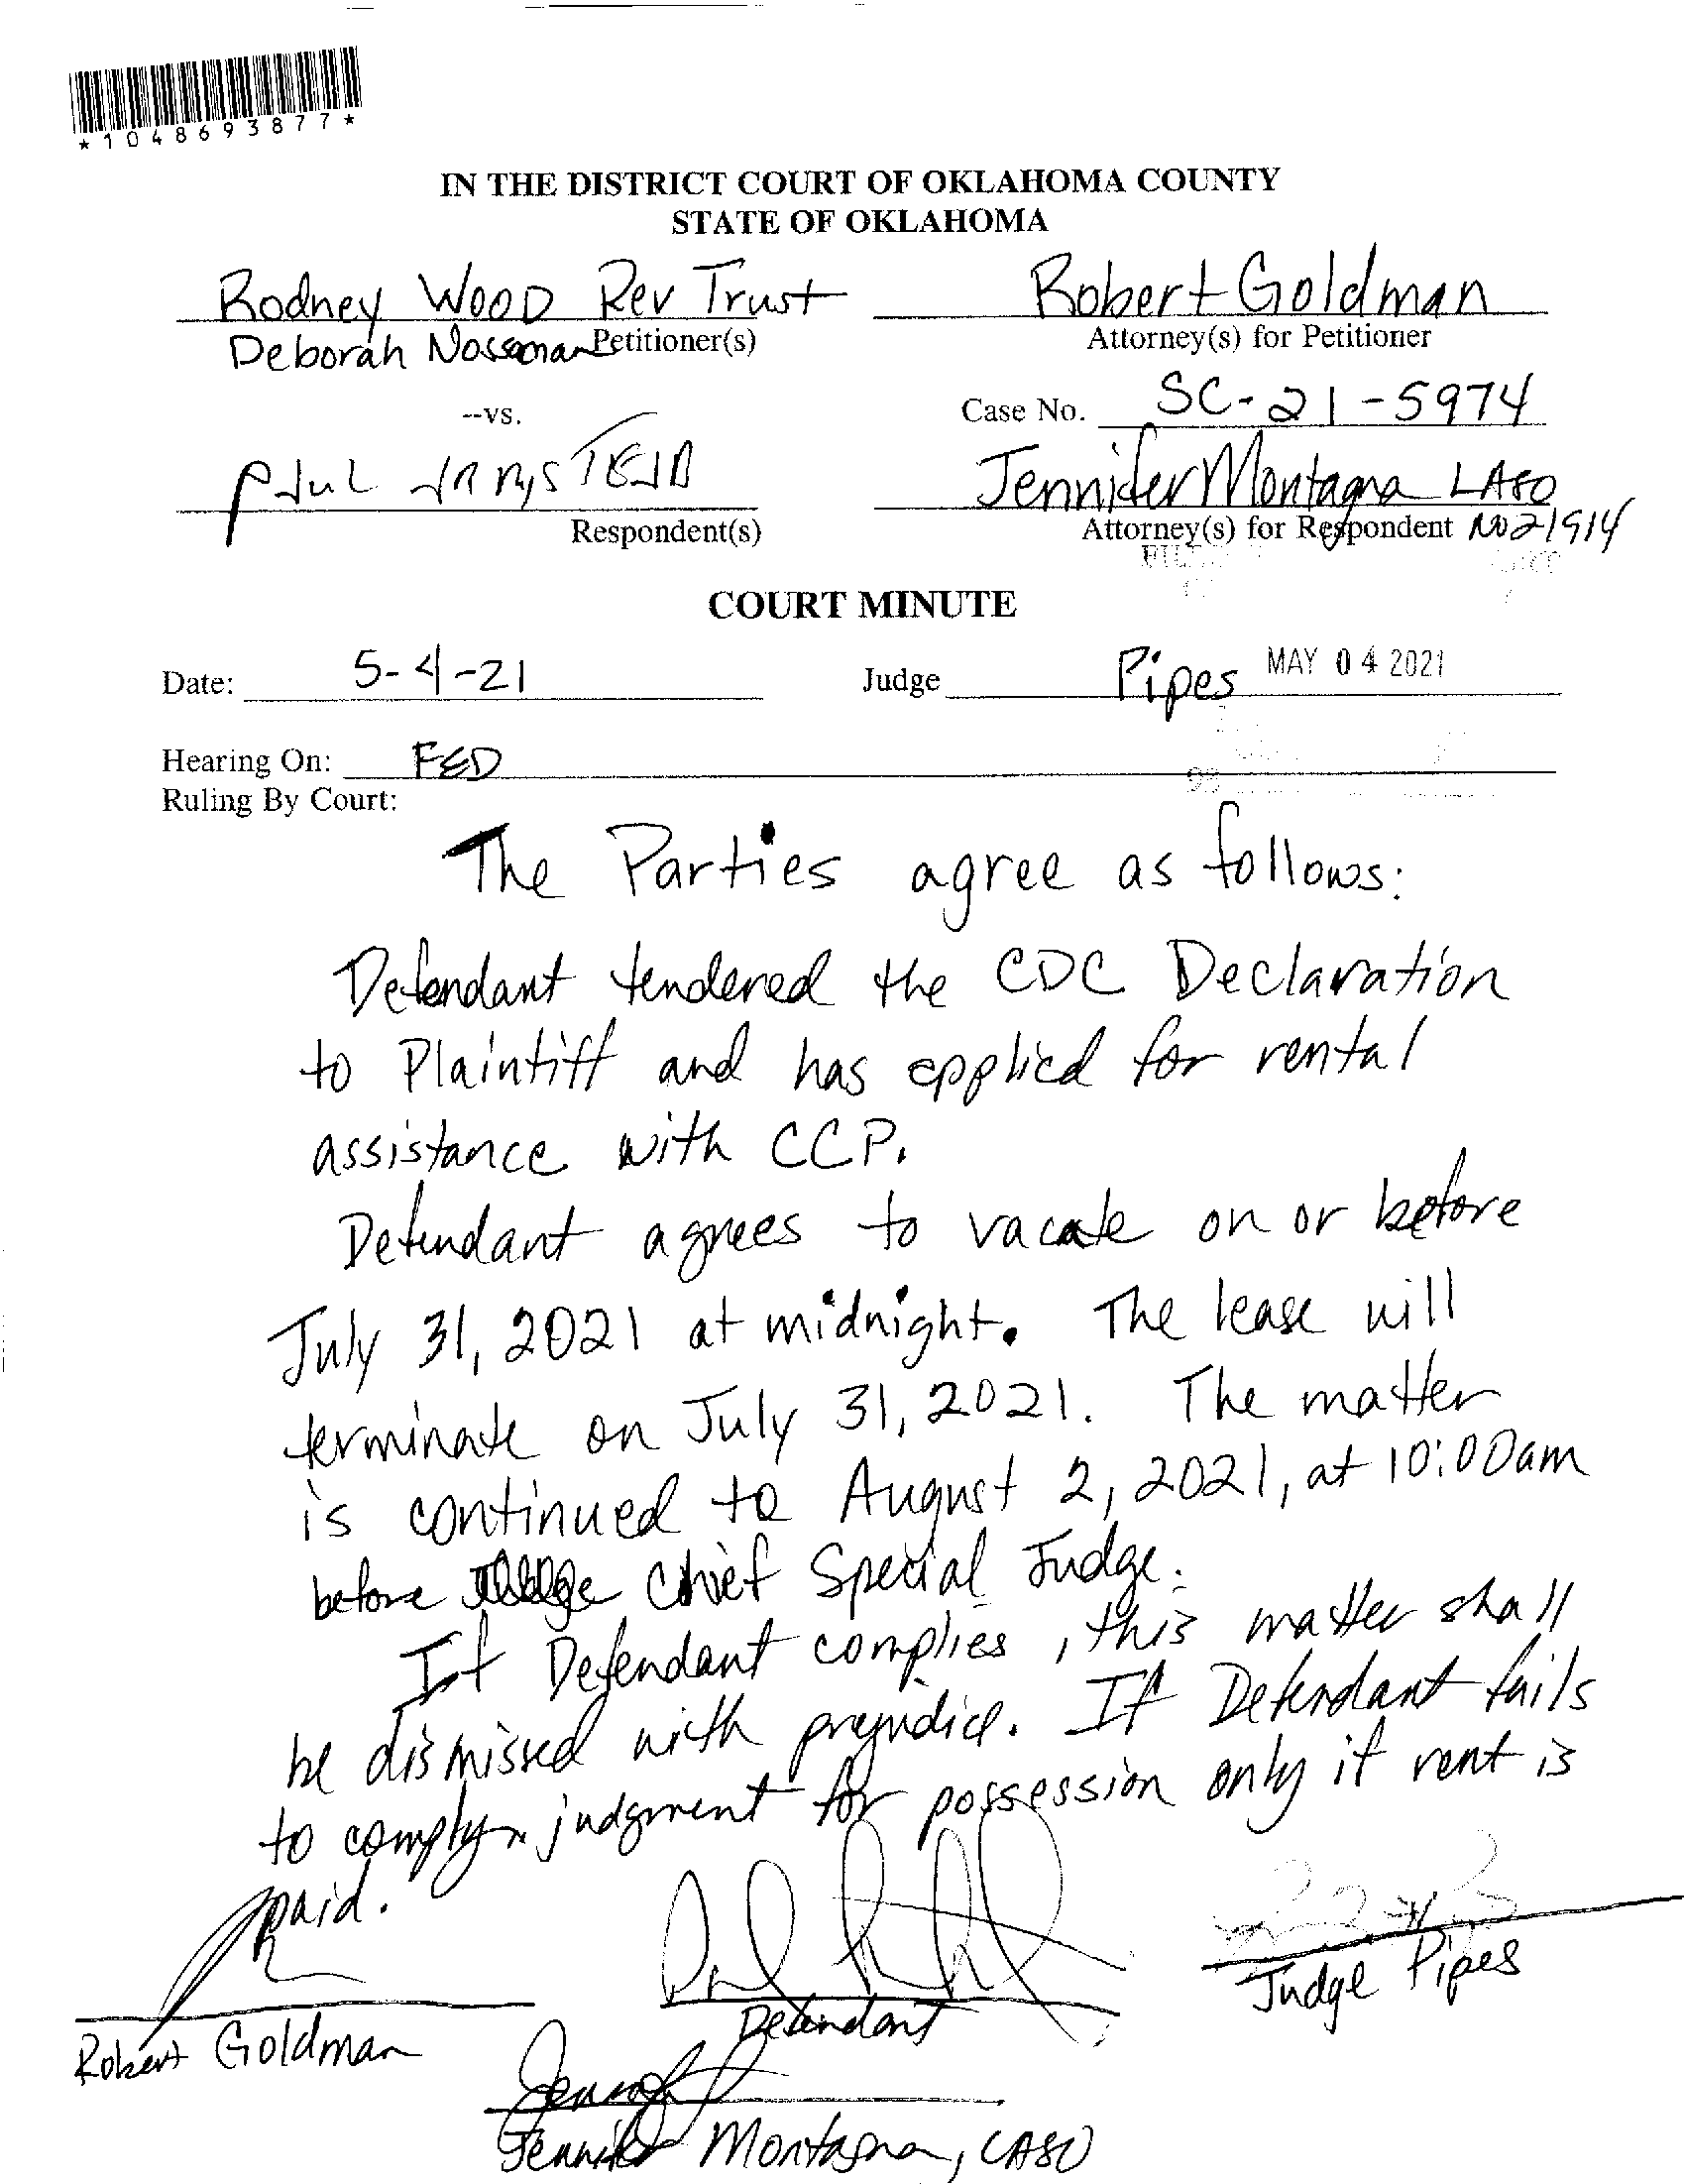 *1048693877*
IN THE DISTRICT COURT OF OKLAHOMA COUNTY
STATE OF OKLAHOMA
Rodney Wood Rev Trust Robert Goldman
Deborah Petitioner(s) Attorney(s) for Petitioner
--vs. Case No. SC-21-5974
Jennifer Montagna LASO
Respondent(s) Attorney(s) for Respondent 21914
COURT MINUTE
Date: 5-4-21 Judge Pipes MAY 04 2021
Hearing On: FED
Ruling By Court:
The Parties agree as follows:
Defendant tendered the CDC Declaration
to Plaintiff and has applied for rental
assistance with CCP.
Defendant agrees to vacate on or before
July 31, 2021 at midnight. The lease will
terminate on July 31, 2021. The matter
is continued to August 2, 2021, at 10:00am
before Chief Special Judge.
If Defendant complies, this matter shall
be dismissed with prejudice. If Defendant fails
to comply judgment for possession only if rent is
paid.
Judge Pipes
Defendant
Robert Goldman
Jennifer Montagna, LASO